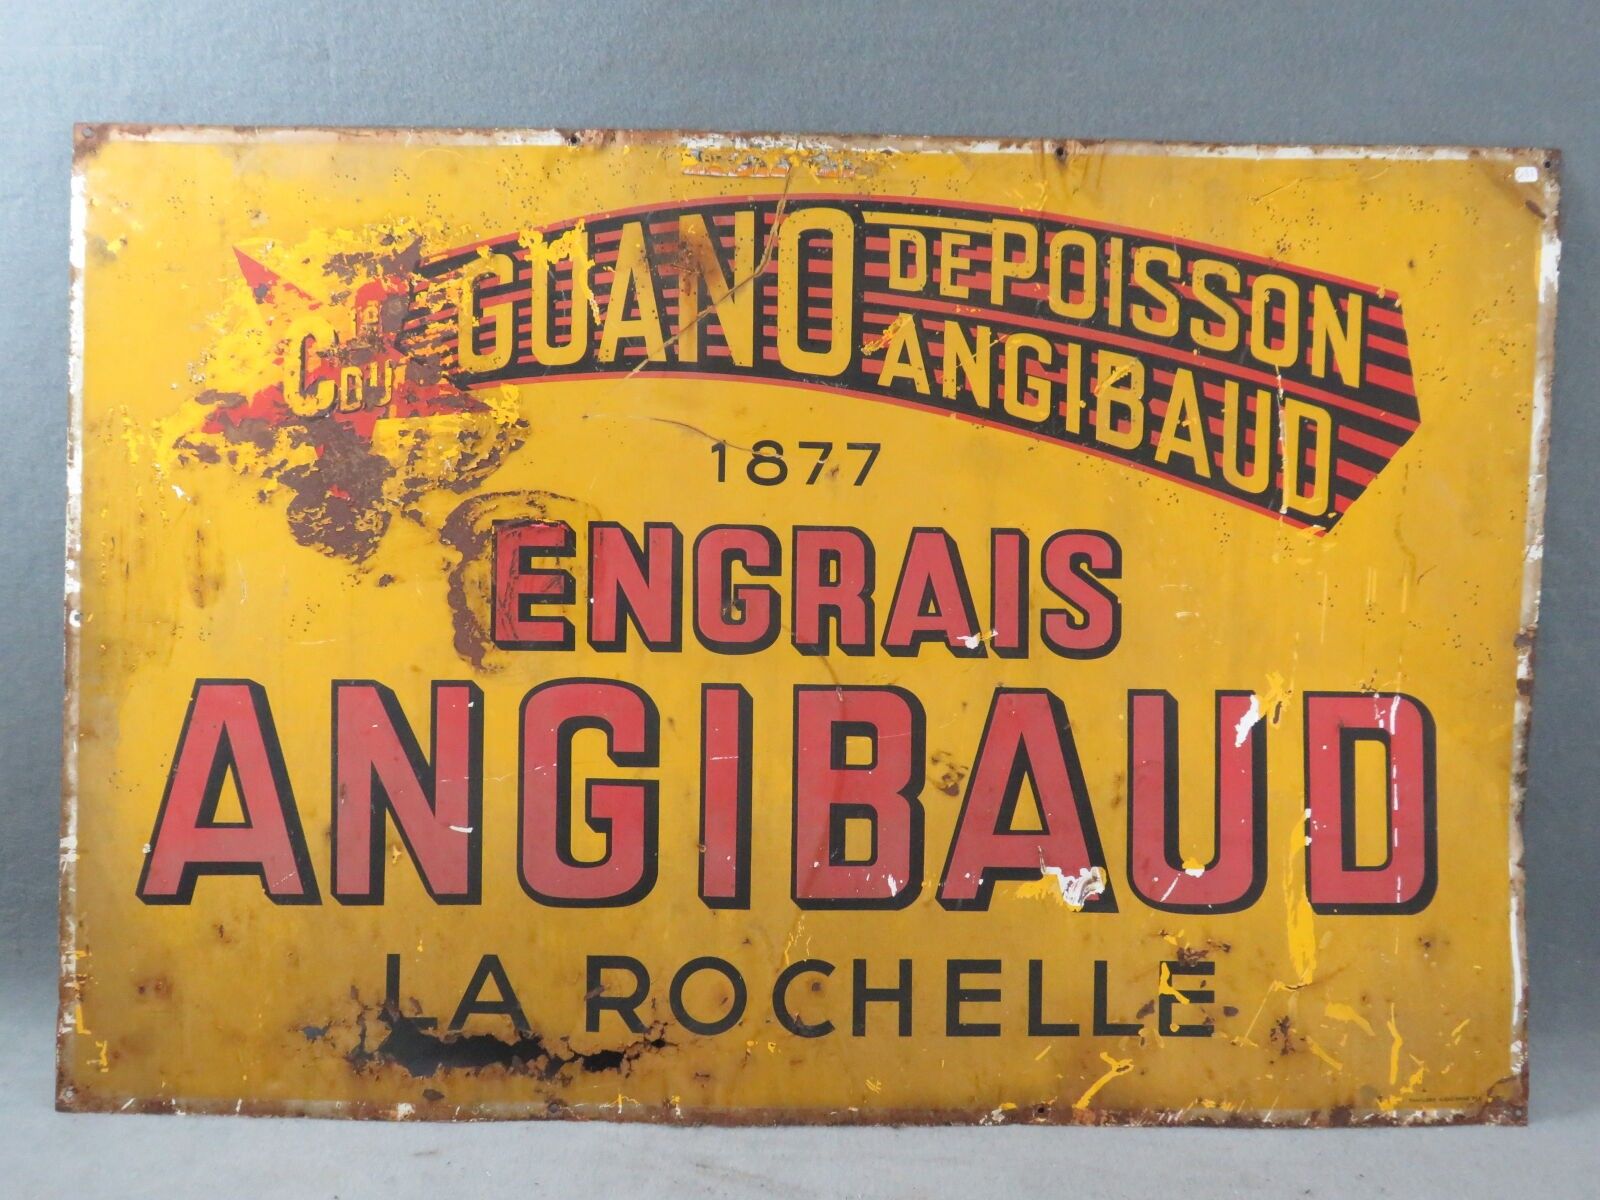 Cie DU GUANO DE POISSON
ANGIBAUD
1877
ENGRAIS
ANGIBAUD
LA ROCHELLE